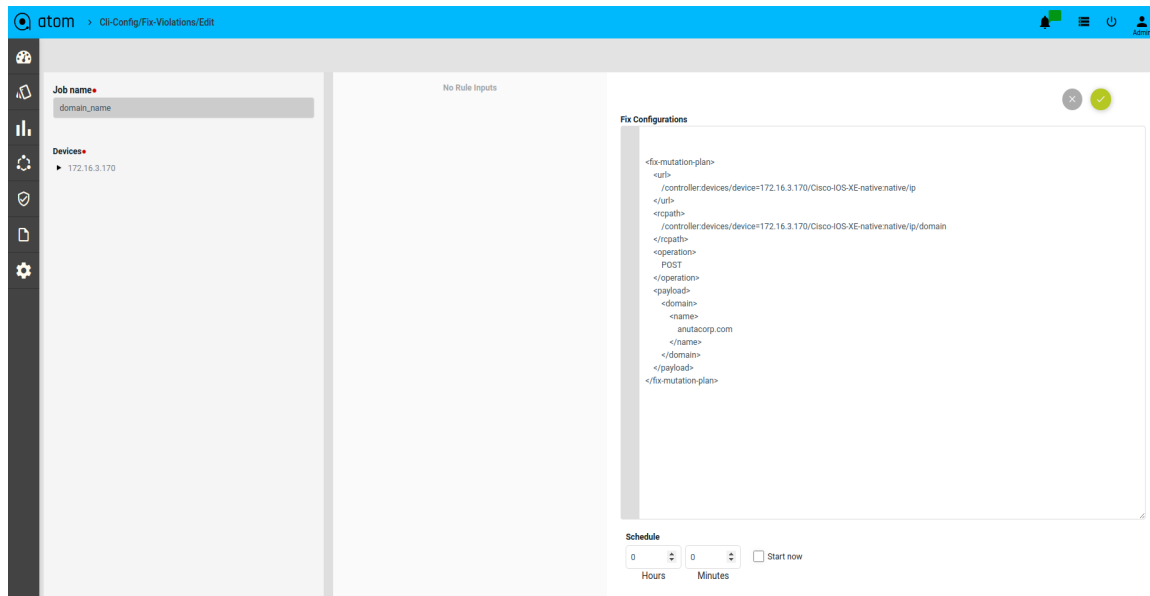 atom > Cli-Config/Fix-Violations/Edit
Admin
Job name
domain_name
Devices
172.16.3.170
No Rule Inputs
Fix Configurations
<fix-mutation-plan>
<url>
/controller:devices/device=172.16.3.170/Cisco-IOS-XE-native:native/ip
</url>
<rcpath>
/controller:devices/device=172.16.3.170/Cisco-IOS-XE-native:native/ip/domain
</rcpath>
<operation>
POST
</operation>
<payload>
<domain>
<name>
anutacorp.com
</name>
</domain>
</payload>
</fix-mutation-plan>
Schedule
0 0 Start now
Hours Minutes